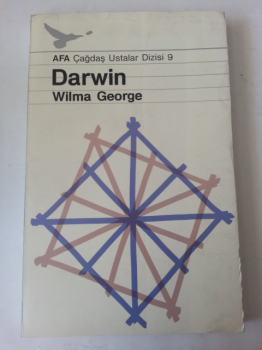 AFA Çağdaş Ustalar Dizisi 9
Darwin
Wilma George